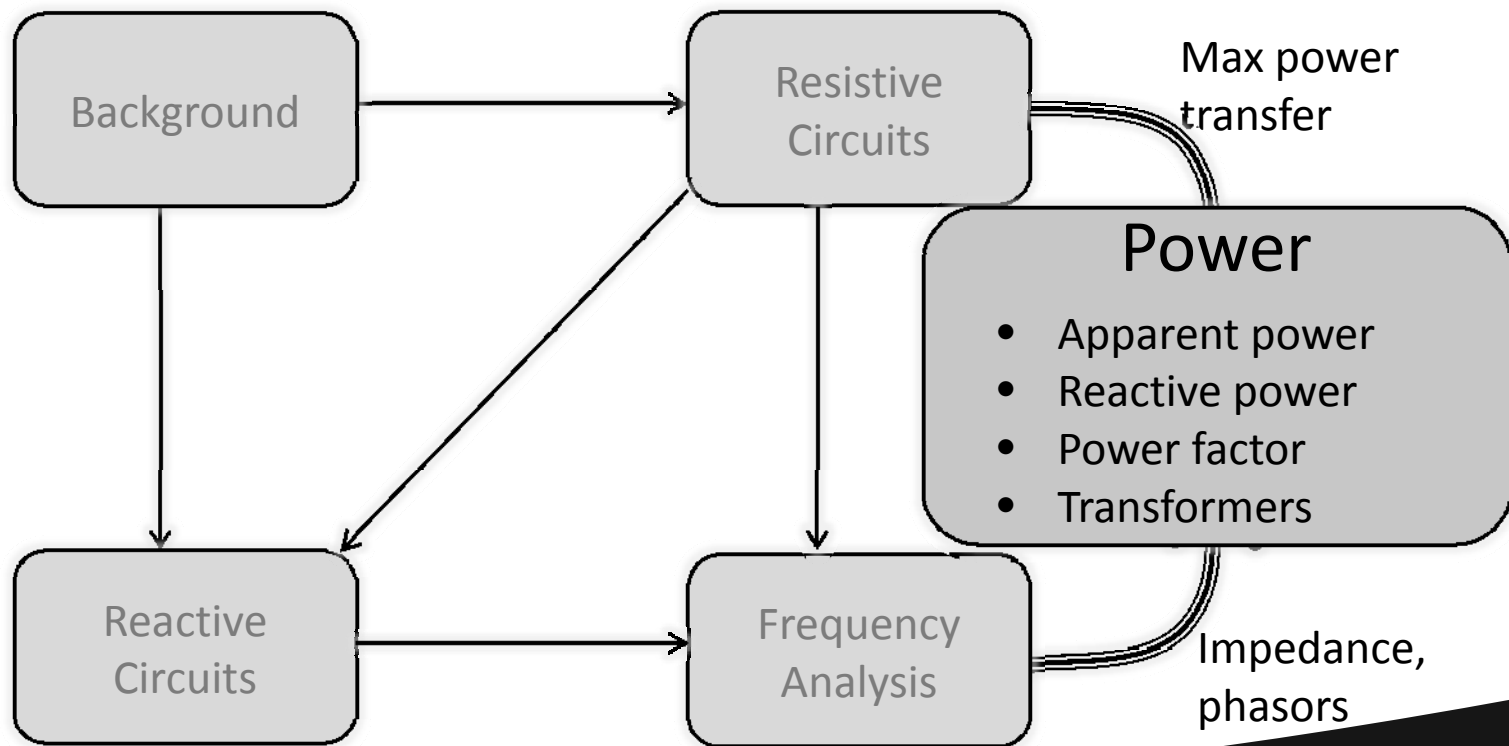 Background
Resistive
Circuits
Max power
transfer
Power
• Apparent power
• Reactive power
• Power factor
• Transformers
Reactive
Circuits
Frequency
Analysis
Impedance,
phasors